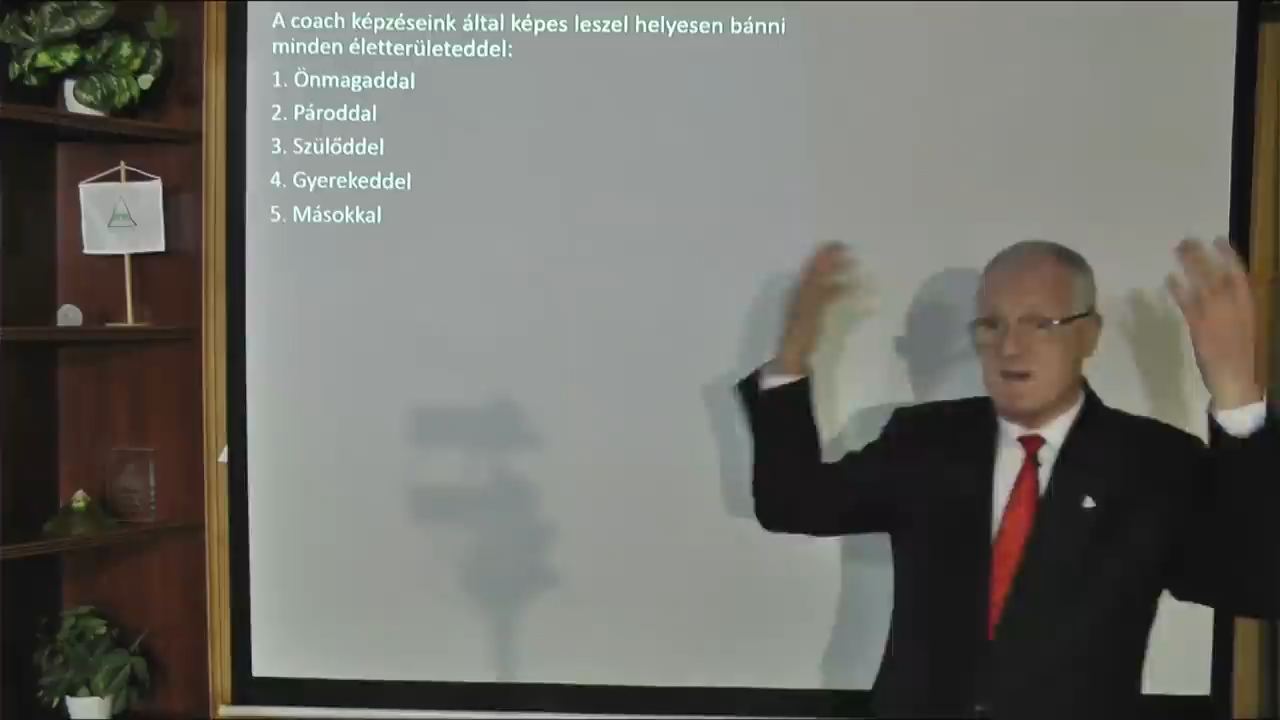 A coach képzéseink által képes leszel helyesen bánni
minden életterületeddel:
1. Önmagaddal
2. Pároddal
3. Szülőddel
4. Gyerekeddel
5. Másokkal